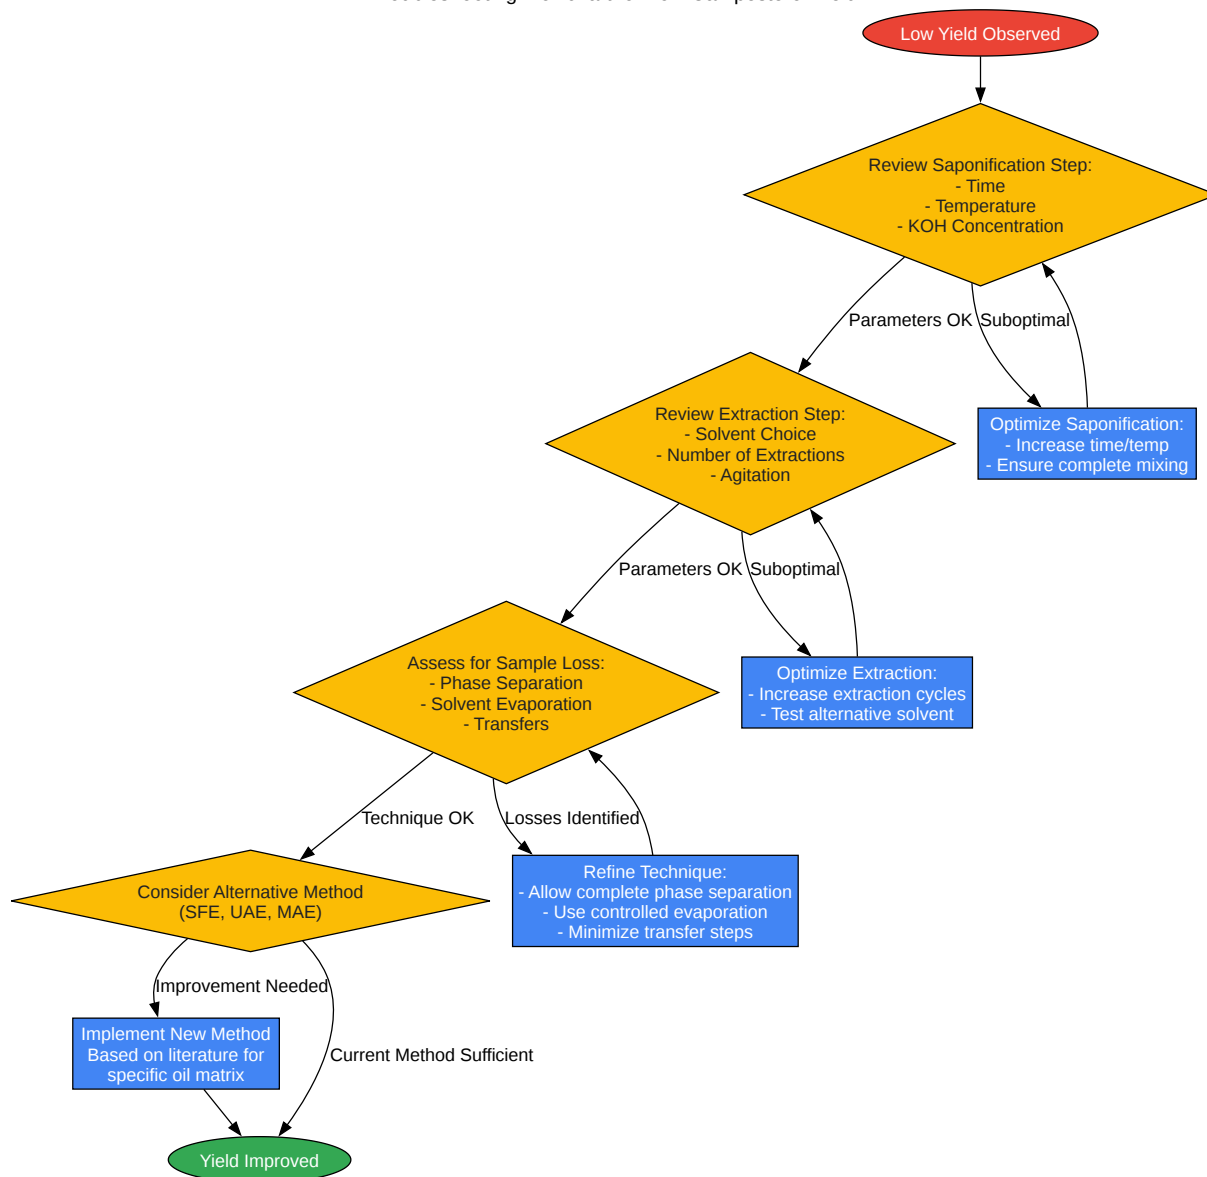 Low Yield Observed
Review Saponification Step:
- Time
- Temperature
- KOH Concentration
Parameters OK
Suboptimal
Review Extraction Step:
- Solvent Choice
- Number of Extractions
- Agitation
Optimize Saponification:
- Increase time/temp
- Ensure complete mixing
Parameters OK
Suboptimal
Assess for Sample Loss:
- Phase Separation
- Solvent Evaporation
- Transfers
Optimize Extraction:
- Increase extraction cycles
- Test alternative solvent
Technique OK
Losses Identified
Consider Alternative Method
(SFE, UAE, MAE)
Refine Technique:
- Allow complete phase separation
- Use controlled evaporation
- Minimize transfer steps
Improvement Needed
Implement New Method
Based on literature for
specific oil matrix
Current Method Sufficient
Yield Improved